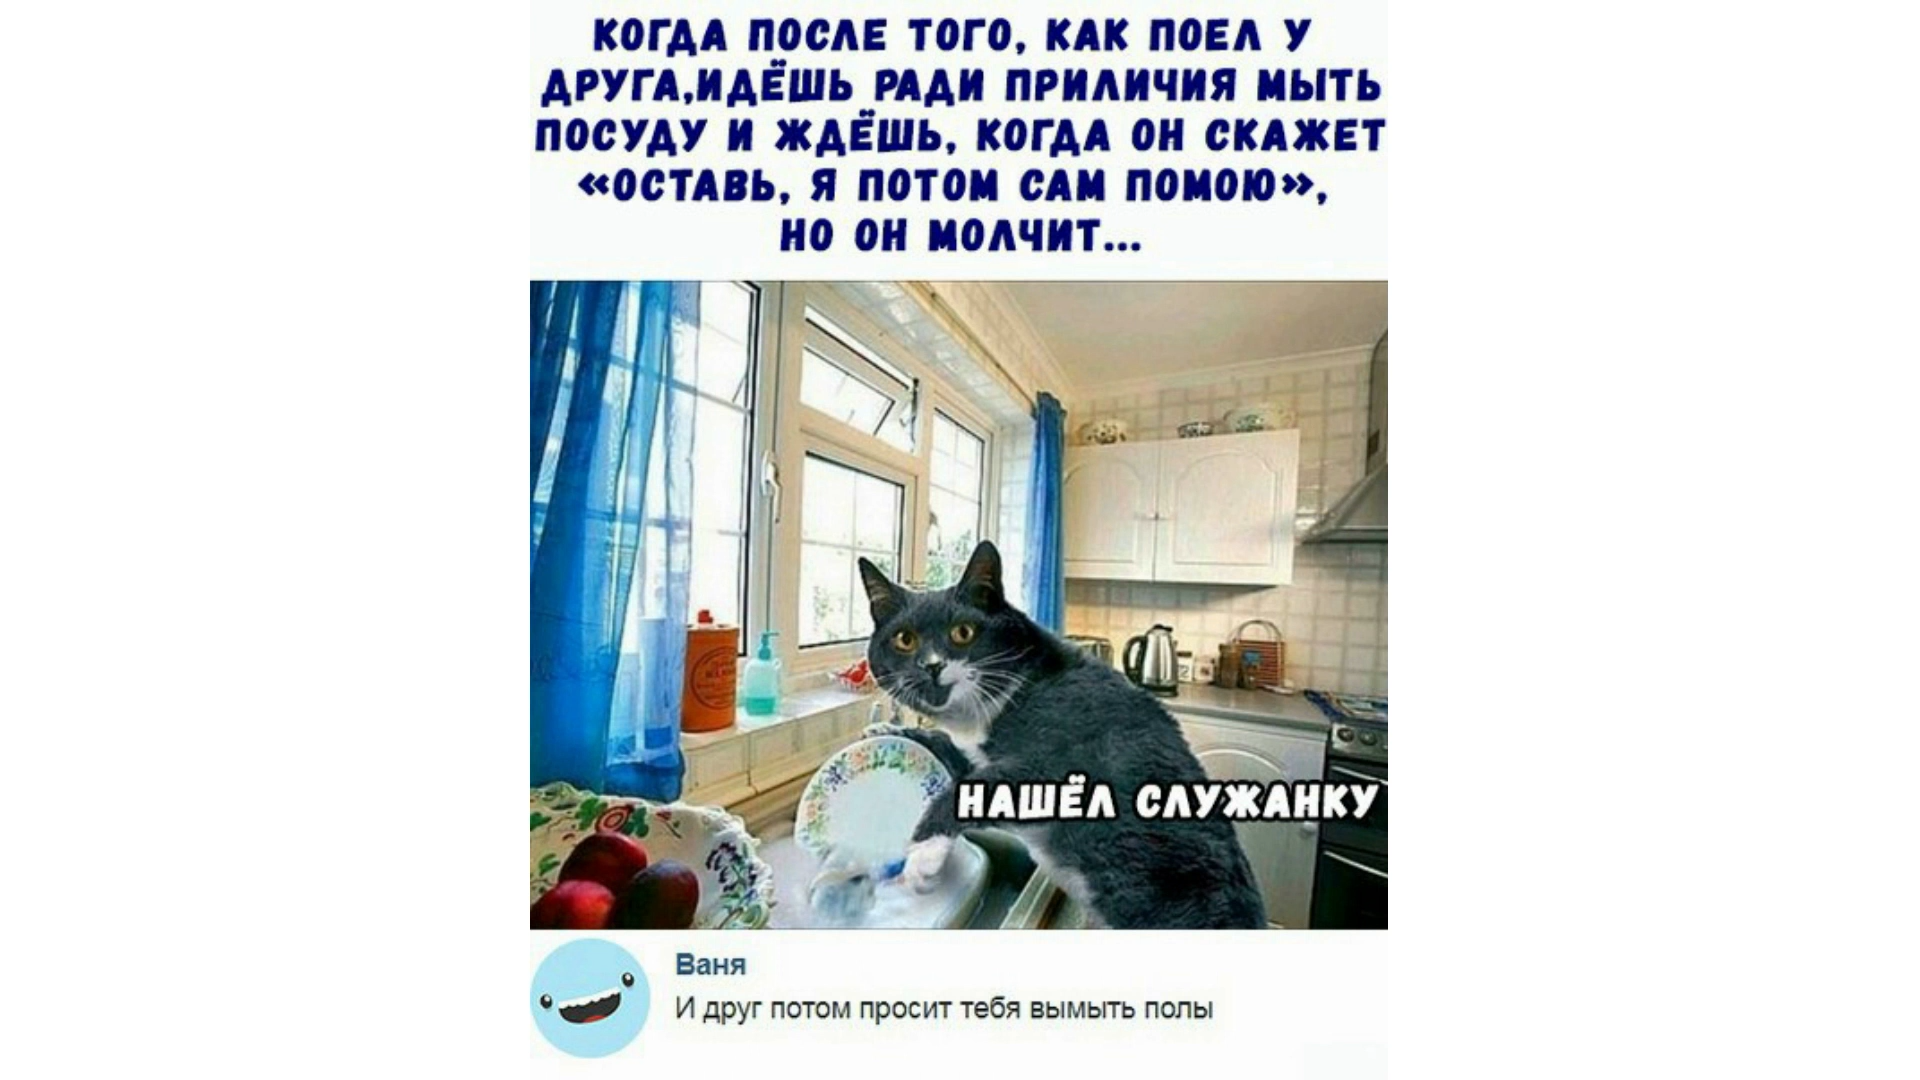 КОГДА ПОСЛЕ ТОГО, КАК ПОЕЛ У
ДРУГА,ИДЁШЬ РАДИ ПРИЛИЧИЯ МЫТЬ
ПОСУДУ И ЖДЁШЬ, КОГДА ОН СКАЖЕТ
«ОСТАВЬ, Я ПОТОМ САМ ПОМОЮ»,
НО ОН МОЛЧИТ...
НАШЁЛ СЛУЖАНКУ
Ваня
И друг потом просит тебя вымыть полы